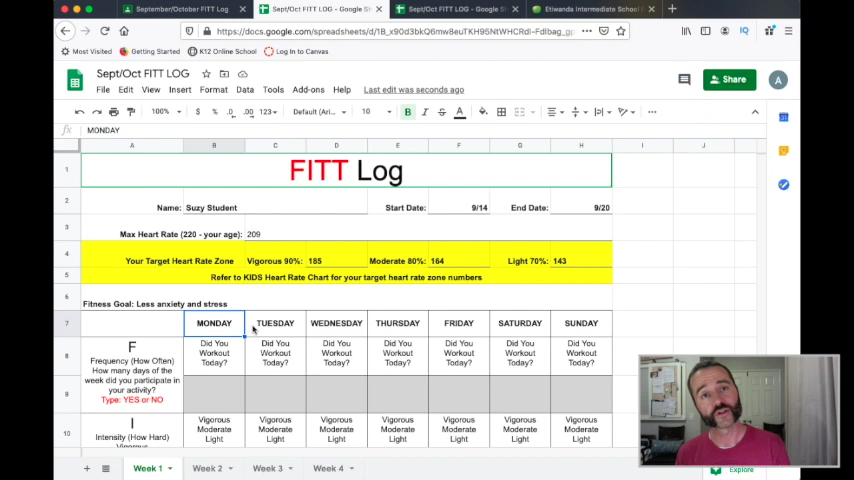 September/October FITT Log
Sept/Oct FITT LOG - Google Sh
Sept/Oct FITT LOG - Google S
Etiwanda Intermediate School
https://docs.google.com/spreadsheets/d/1B_x90d3bkQ6mw8euTKH95NtWHCRdI-Fdlbag_gp
Most Visited
Getting Started
K12 Online School
Log In to Canvas
Sept/Oct FITT LOG
File Edit View Insert Format Data Tools Add-ons Help Last edit was seconds ago
Share
A
100% $ % .0 .00 123 Default (Ari... 10 B I S A
fx MONDAY
A B C D E F G H I J
1 FITT Log
2 Name: Suzy Student Start Date: 9/14 End Date: 9/20
3 Max Heart Rate (220 - your age): 209
4 Your Target Heart Rate Zone Vigorous 90%: 185 Moderate 80%: 164 Light 70%: 143
5 Refer to KIDS Heart Rate Chart for your target heart rate zone numbers
6 Fitness Goal: Less anxiety and stress
7 MONDAY TUESDAY WEDNESDAY THURSDAY FRIDAY SATURDAY SUNDAY
8
F
Frequency (How Often)
How many days of the
week did you participate in
your activity?
Type: YES or NO
Did You Did You Did You Did You Did You Did You Did You
Workout Workout Workout Workout Workout Workout Workout
Today? Today? Today? Today? Today? Today? Today?
9
10
I
Intensity (How Hard)
Vigorous
Vigorous Vigorous Vigorous Vigorous Vigorous Vigorous Vigorous
Moderate Moderate Moderate Moderate Moderate Moderate Moderate
Light Light Light Light Light Light Light
Week 1 Week 2 Week 3 Week 4
Explore